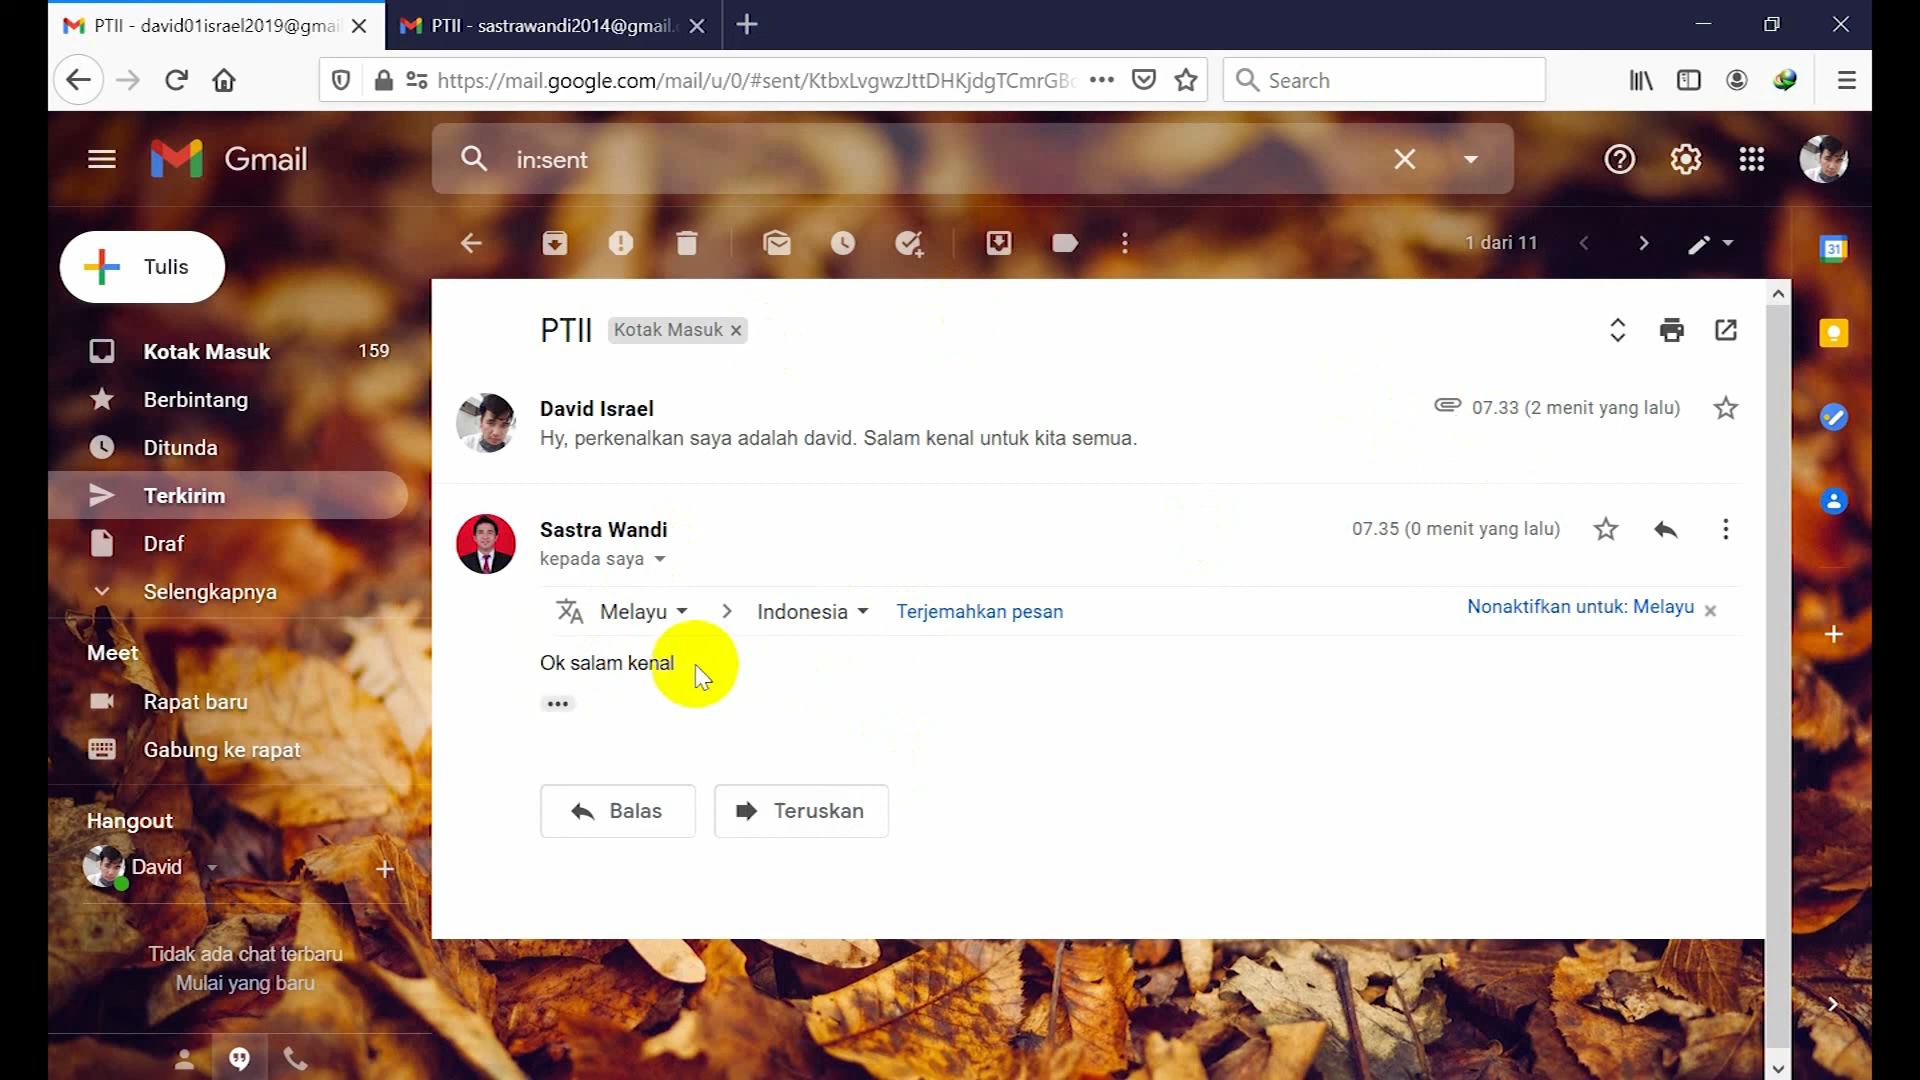 PTII - david01israel2019@gmai
PTII - sastrawandi2014@gmail.
https://mail.google.com/mail/u/0/#sent/KtbxLvgwzJttDHKjdgTCmrGB
Search
Gmail
in:sent
Tulis
1 dari 11
31
PTII
Kotak Masuk
Kotak Masuk 159
Berbintang
Ditunda
Terkirim
Draf
Selengkapnya
David Israel
07.33 (2 menit yang lalu)
Hy, perkenalkan saya adalah david. Salam kenal untuk kita semua.
Sastra Wandi
07.35 (0 menit yang lalu)
kepada saya
Melayu > Indonesia Terjemahkan pesan
Nonaktifkan untuk: Melayu
Ok salam kenal
Balas
Teruskan
Meet
Rapat baru
Gabung ke rapat
Hangout
David
Tidak ada chat terbaru
Mulai yang baru